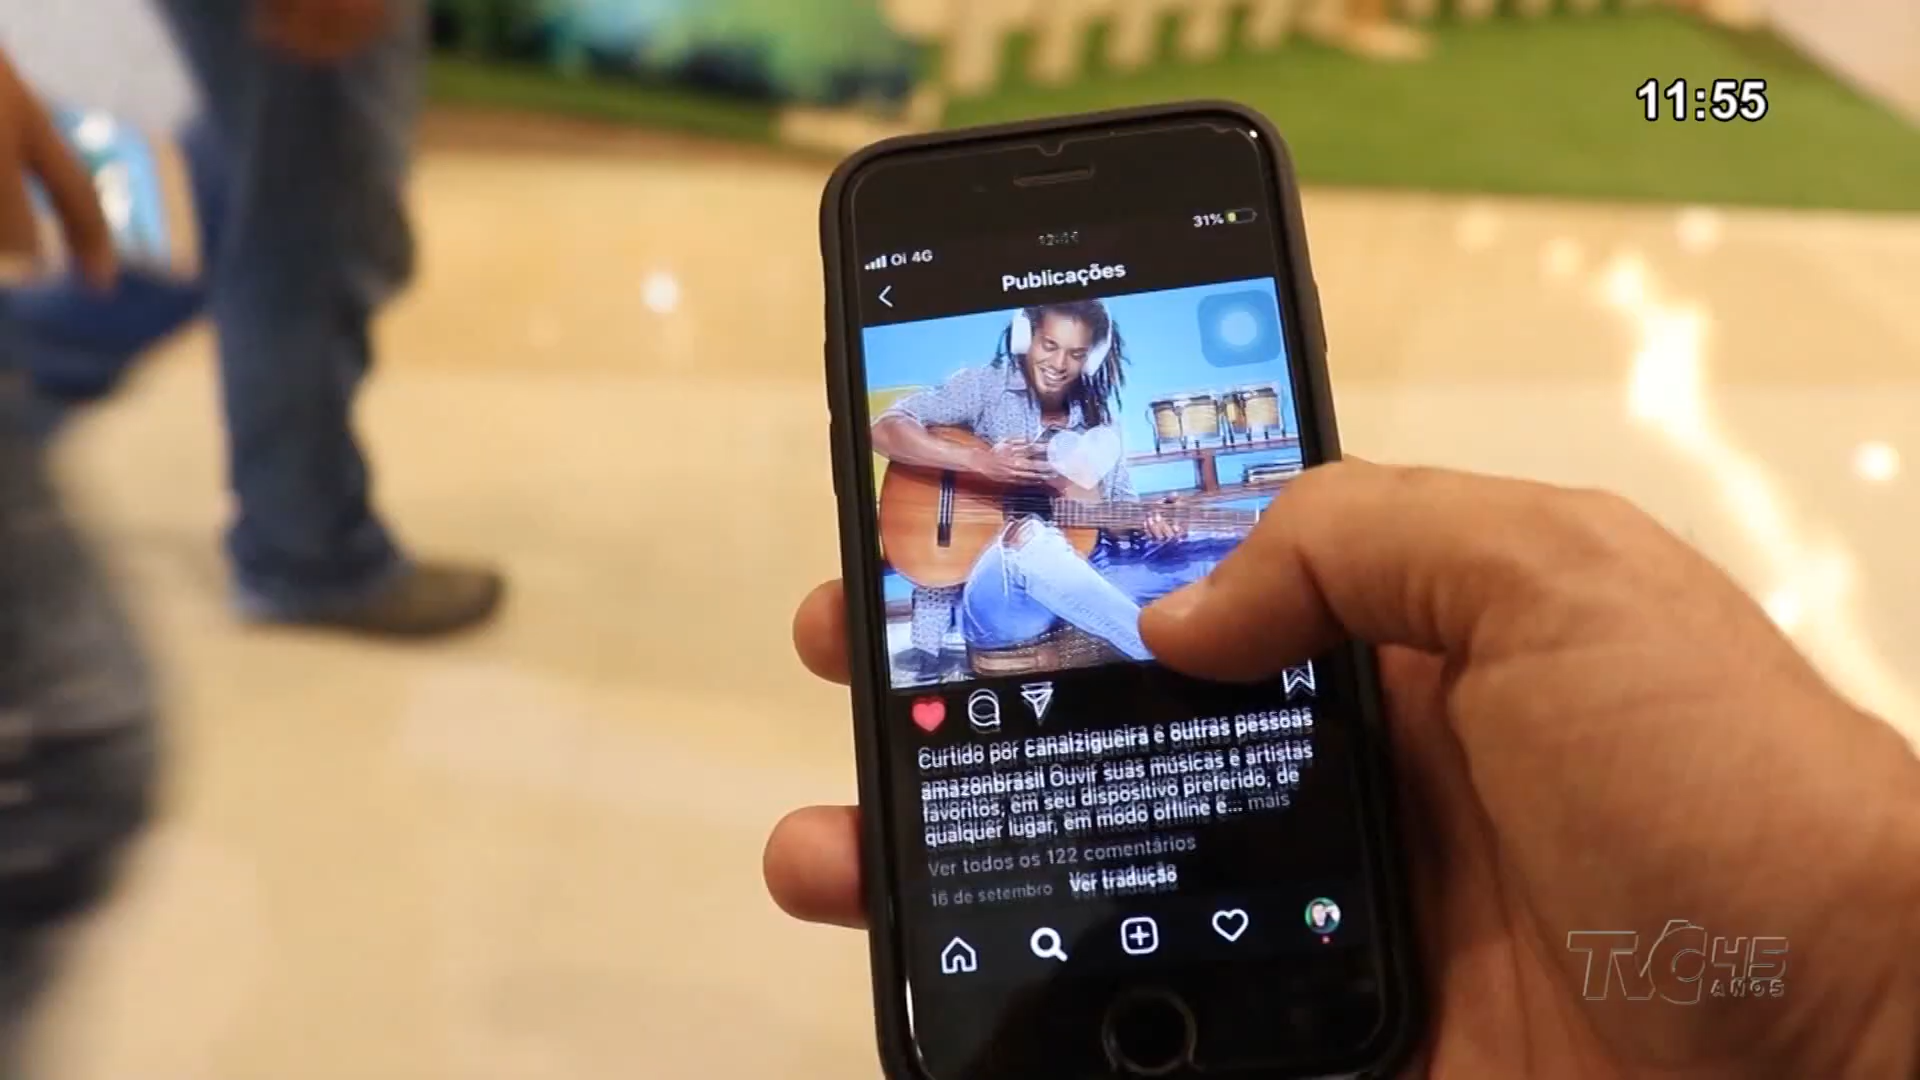 11:55
31%
Oi 4G
Publicações
Curtido por canalzigueira e outras pessoas
amazonbrasil Ouvir suas músicas e artistas
favoritos, em seu dispositivo preferido, de
qualquer lugar, em modo offline e... mais
Ver todos os 122 comentários
16 de setembro Ver tradução
TVC 45
ANOS